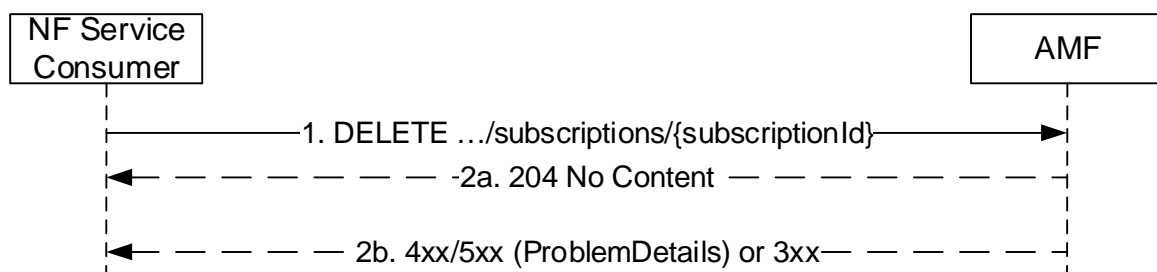 NF Service
Consumer
AMF
1. DELETE …/subscriptions/{subscriptionId}
2a. 204 No Content
2b. 4xx/5xx (ProblemDetails) or 3xx